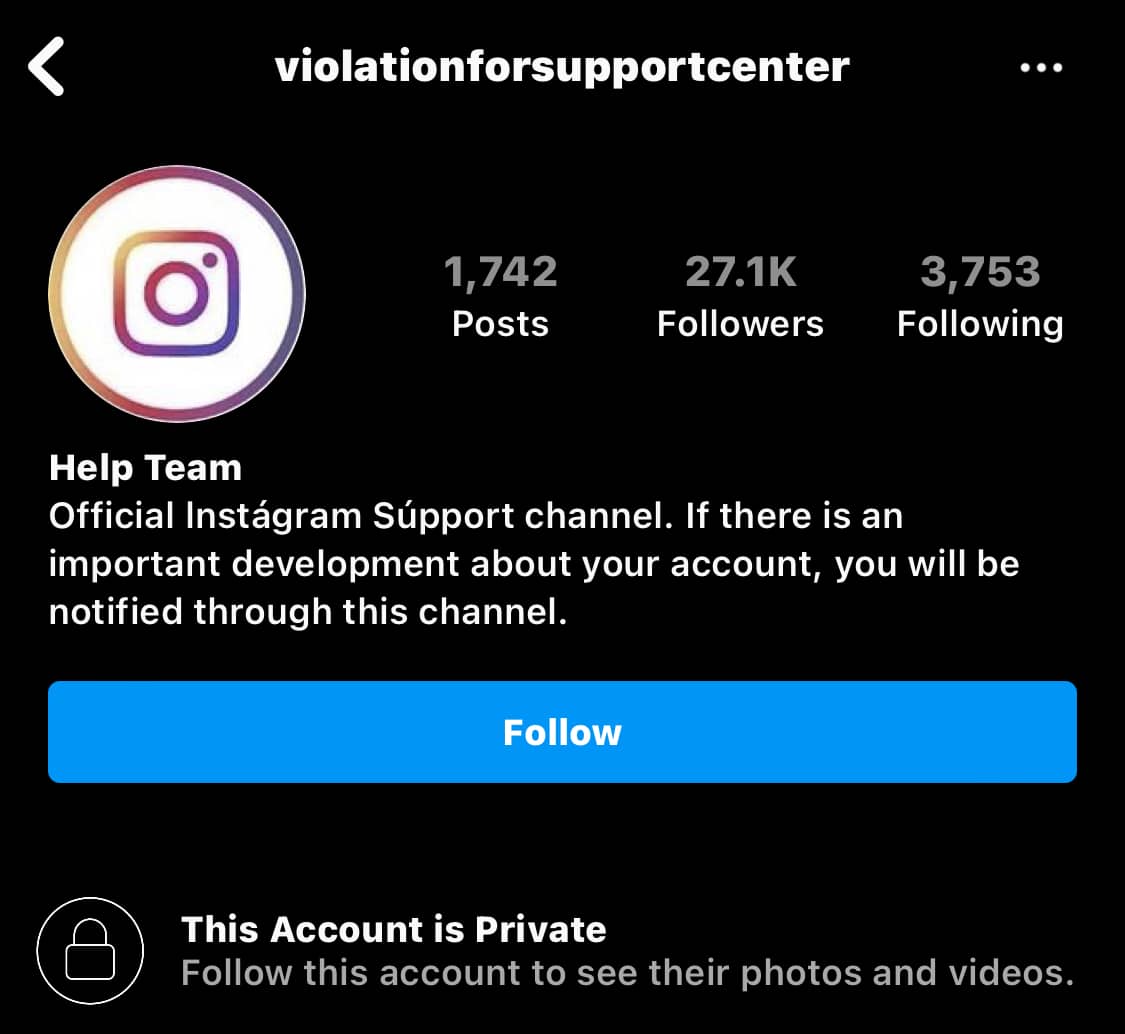 violationforsupportcenter
1,742
Posts
27.1K
Followers
3,753
Following
Help Team
Official Instágram Súpport channel. If there is an
important development about your account, you will be
notified through this channel.
Follow
This Account is Private
Follow this account to see their photos and videos.